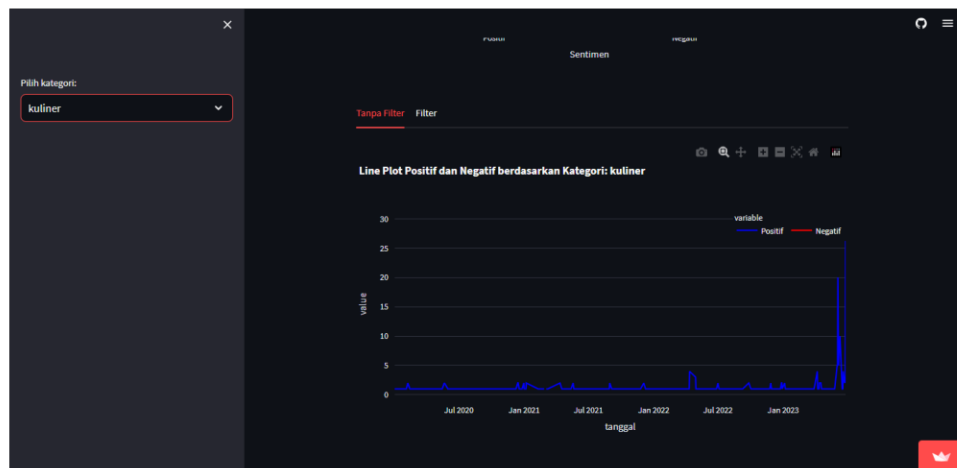 Positif Negatif
Sentimen
Pilih kategori:
kuliner
Tanpa Filter Filter
Line Plot Positif dan Negatif berdasarkan Kategori: kuliner
variable
Positif Negatif
30
25
20
15
10
5
0
value
Jul 2020 Jan 2021 Jul 2021 Jan 2022 Jul 2022 Jan 2023
tanggal